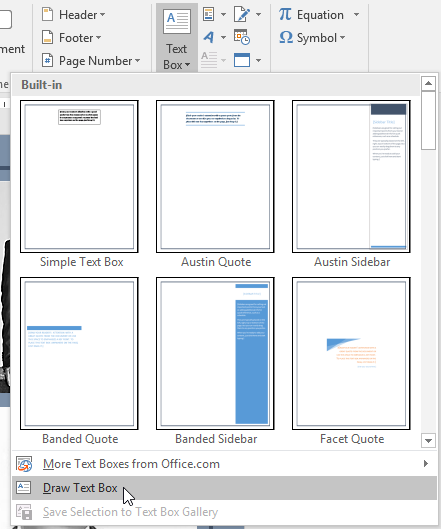 Header
Footer
Page Number
ment
Text
Box
A
Equation
Symbol
Built-in
Simple Text Box
Austin Quote
Austin Sidebar
Banded Quote
Banded Sidebar
Facet Quote
More Text Boxes from Office.com
Draw Text Box
Save Selection to Text Box Gallery